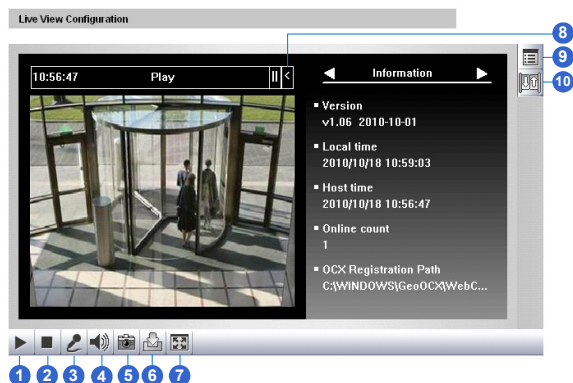 Live View Configuration
8
9
10
10:56:47 Play || <
Information
Version
v1.06 2010-10-01
Local time
2010/10/18 10:59:03
Host time
2010/10/18 10:56:47
Online count
1
OCX Registration Path
C:\WINDOWS\GeoOCX\WebC...
1 2 3 4 5 6 7